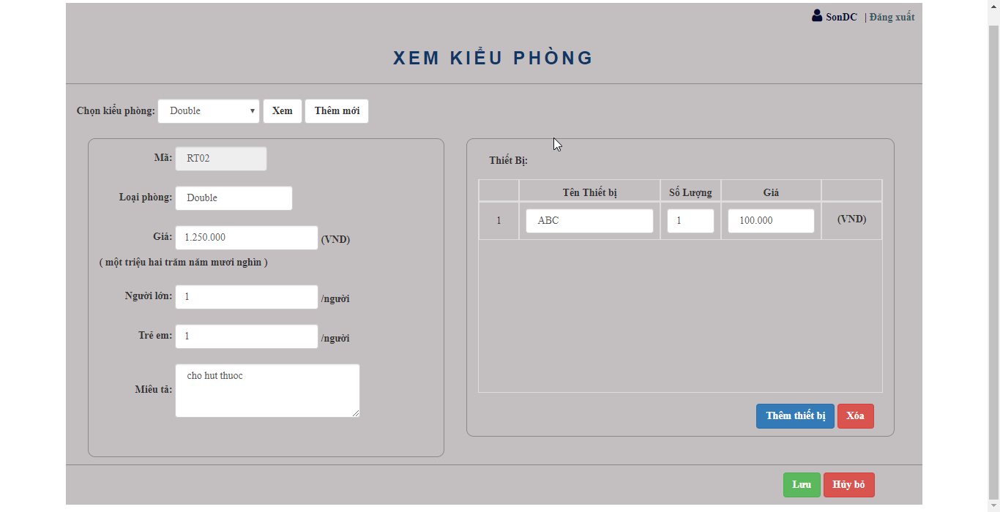 SonDC | Đăng xuất
XEM KIỂU PHÒNG
Chọn kiểu phòng: Double Xem Thêm mới
Mã: RT02
Loại phòng: Double
Giá: 1.250.000 (VND)
( một triệu hai trăm năm mươi nghìn )
Người lớn: 1 /người
Trẻ em: 1 /người
Miêu tả: cho hut thuoc
Thiết Bị:
Tên Thiết bị Số Lượng Giá
1 ABC 1 100.000 (VND)
Thêm thiết bị Xóa
Lưu Hủy bỏ